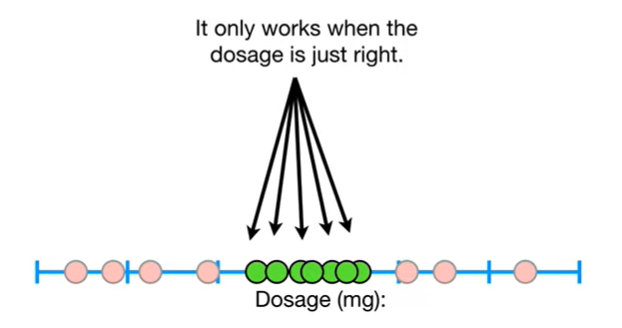 It only works when the
dosage is just right.
Dosage (mg):